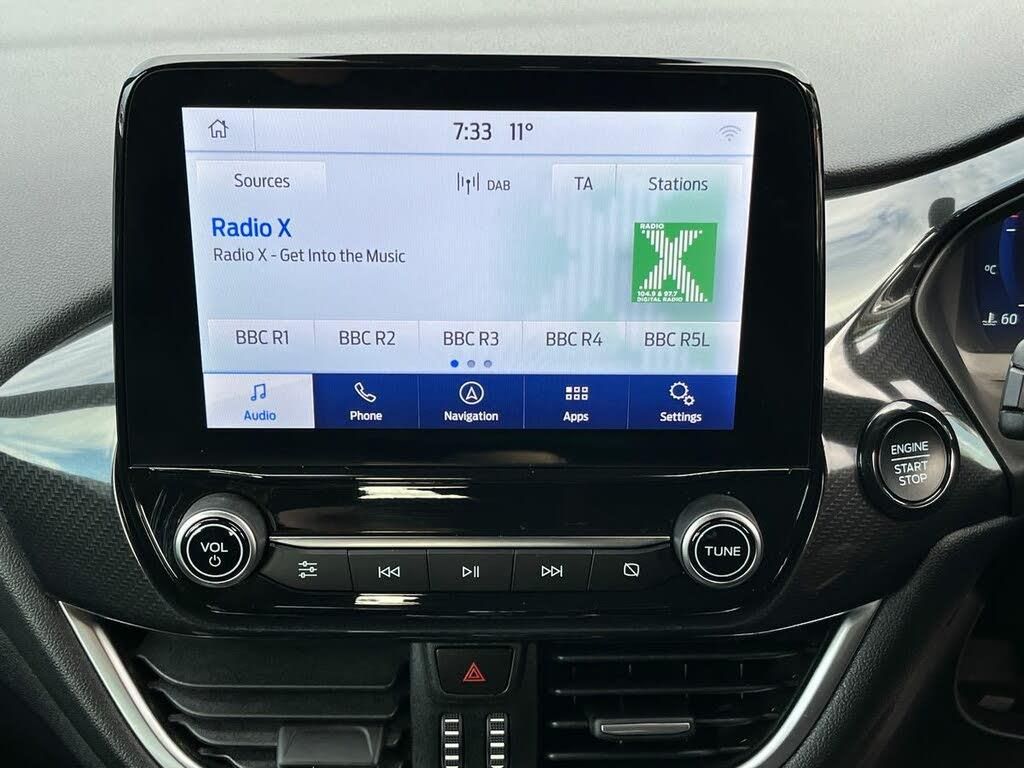 7:33 11°
Sources
DAB
TA
Stations
Radio X
Radio X - Get Into the Music
RADIO
X
104.9 & 97.7
DIGITAL RADIO
BBC R1
BBC R2
BBC R3
BBC R4
BBC R5L
Audio
Phone
Navigation
Apps
Settings
°C
60
ENGINE
START
STOP
VOL
TUNE